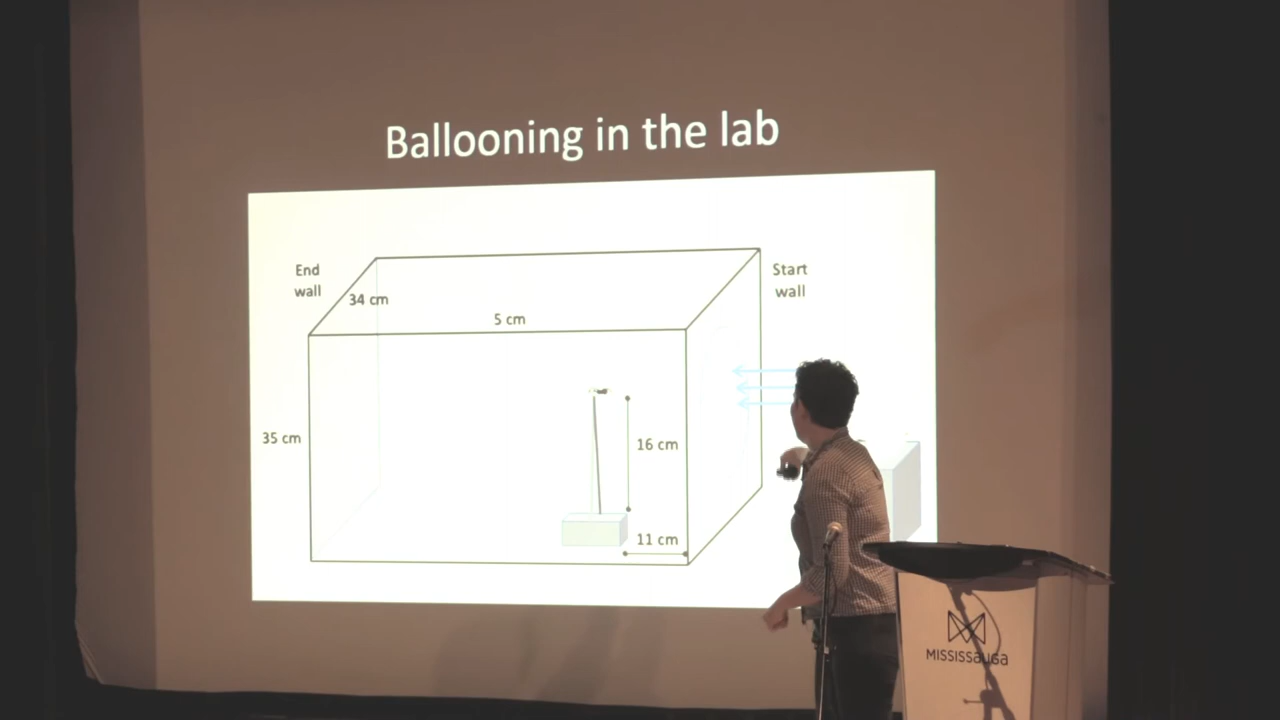 Ballooning in the lab
End
wall
34 cm
5 cm
Start
wall
35 cm
16 cm
11 cm
MISSISSAUGA